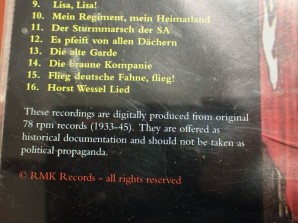 9. Lisa, Lisa!
10. Mein Regiment, mein Heimatland
11. Der Sturmmarsch der SA
12. Es pfeift von allen Dächern
13. Die alte Garde
14. Die braune Kompanie
15. Flieg deutsche Fahne, flieg!
16. Horst Wessel Lied
These recordings are digitally produced from original
78 rpm records (1933-45). They are offered as
historical documentation and should not be taken as
political propaganda.
© RMK Records - all rights reserved